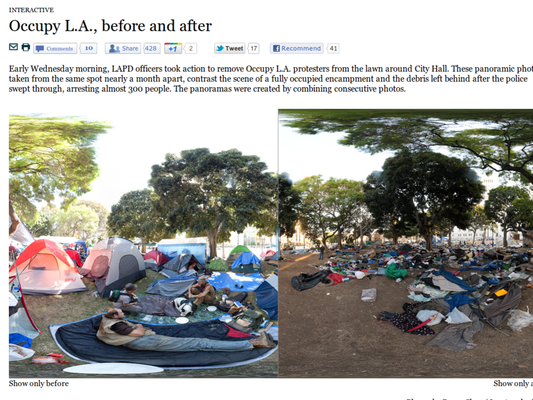 INTERACTIVE
Occupy L.A., before and after
Comments 10 Share 428 +1 2 Tweet 17 Recommend 41
Early Wednesday morning, LAPD officers took action to remove Occupy L.A. protesters from the lawn around City Hall. These panoramic
taken from the same spot nearly a month apart, contrast the scene of a fully occupied encampment and the debris left behind after the police
swept through, arresting almost 300 people. The panoramas were created by combining consecutive photos.
Show only before Show only